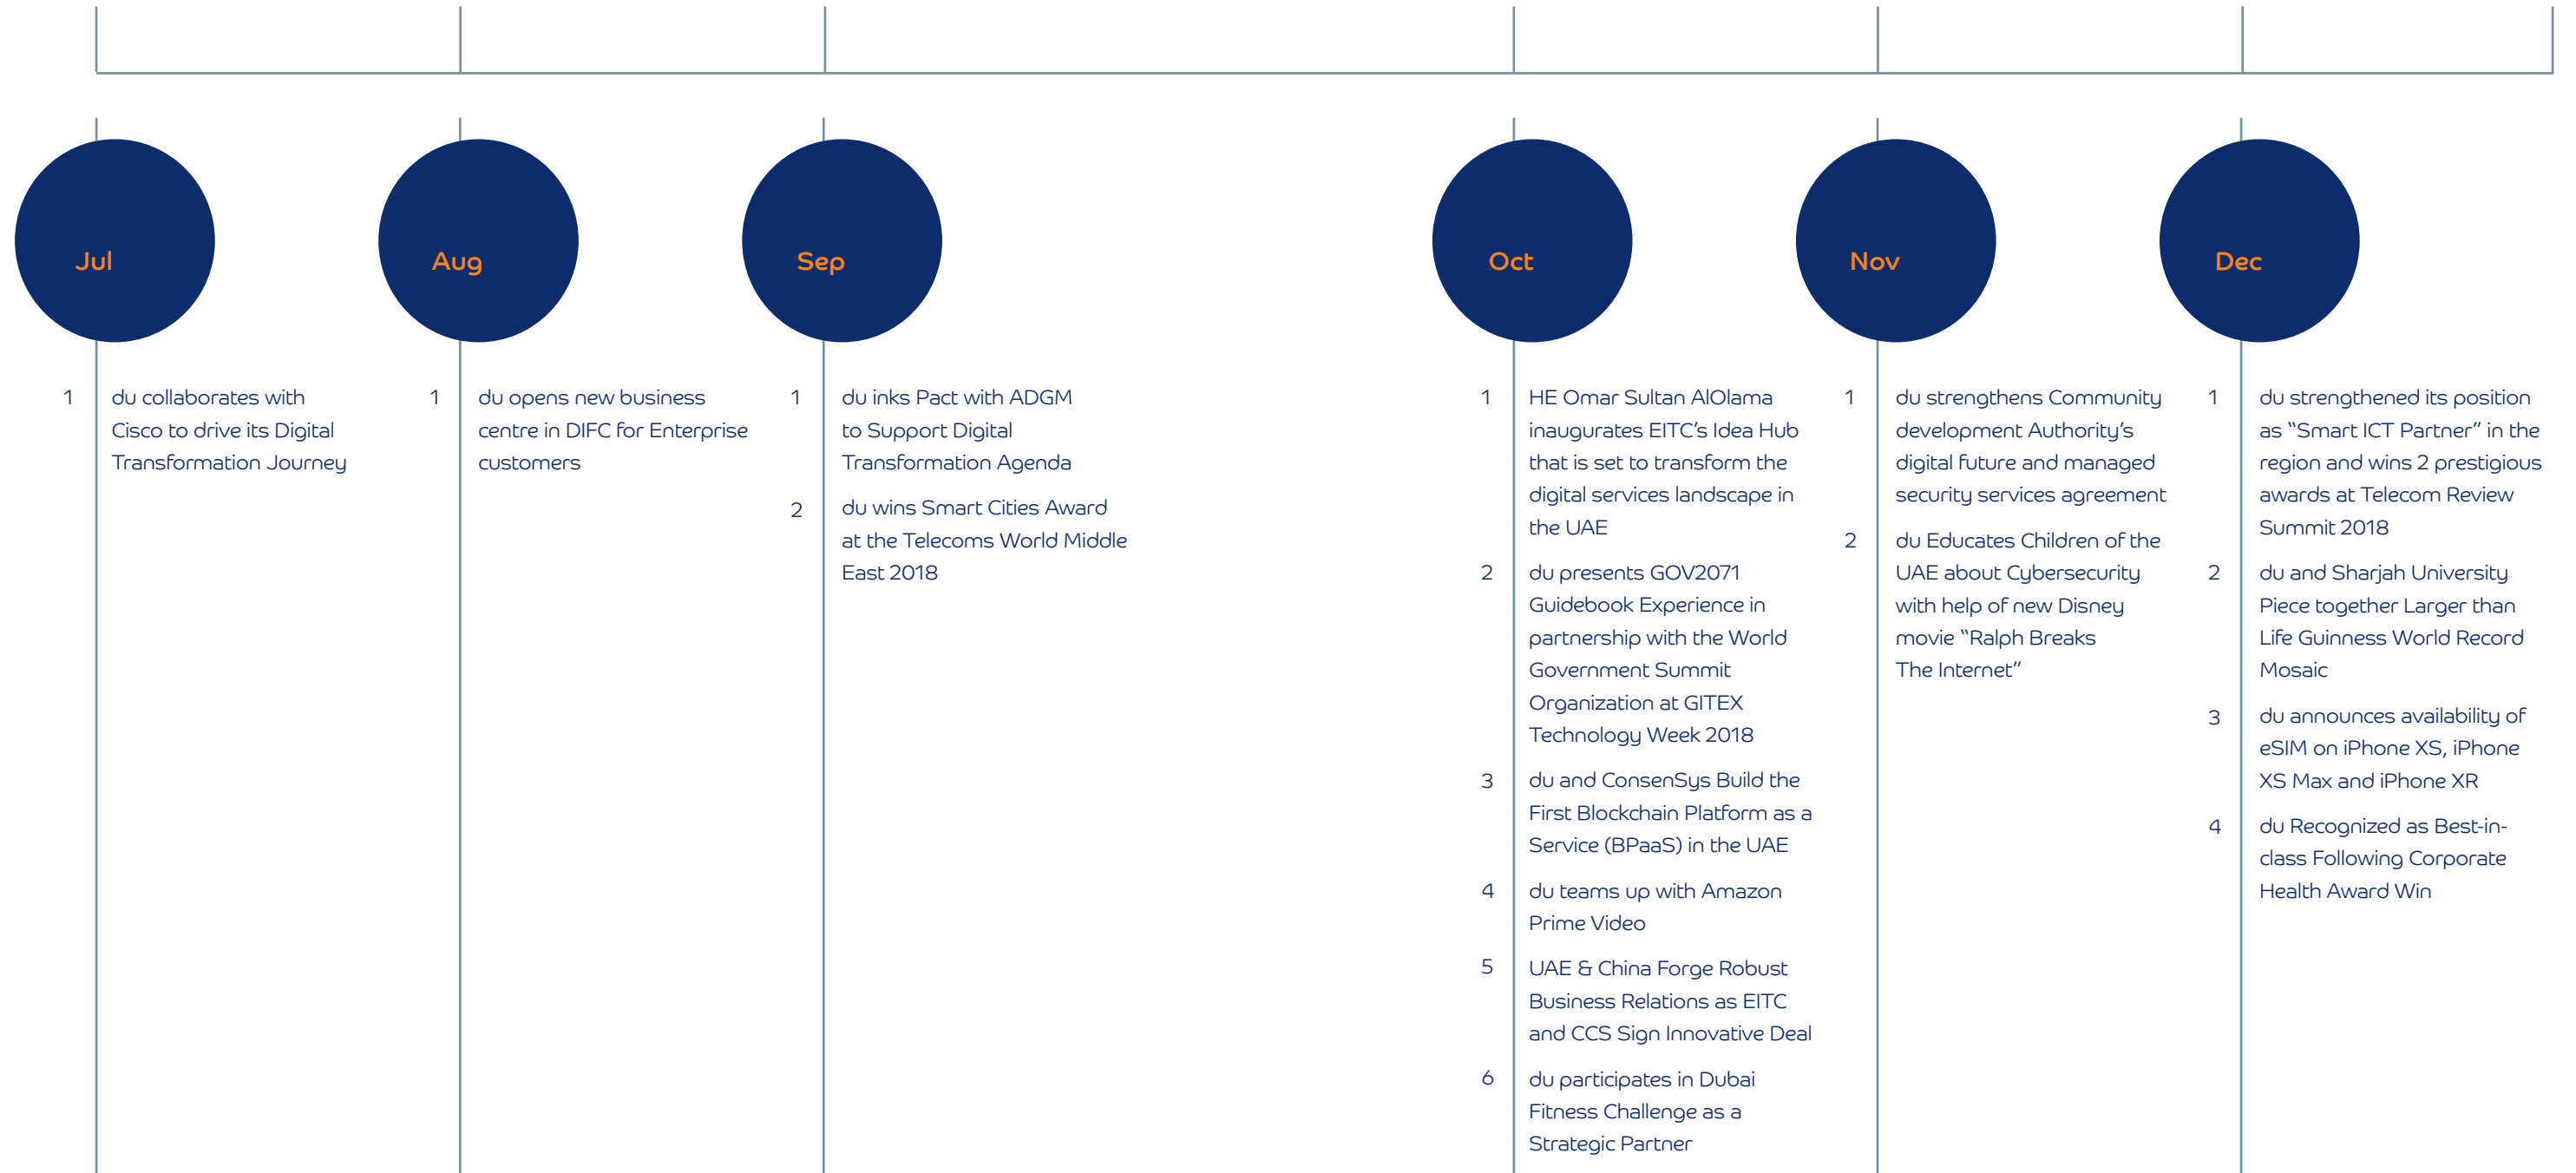 Jul
1
du collaborates with
Cisco to drive its Digital
Transformation Journey
Aug
1
du opens new business
centre in DIFC for Enterprise
customers
Sep
1
du inks Pact with ADGM
to Support Digital
Transformation Agenda
2
du wins Smart Cities Award
at the Telecoms World Middle
East 2018
Oct
1
HE Omar Sultan AlOlama
inaugurates EITC’s Idea Hub
that is set to transform the
digital services landscape in
the UAE
2
du presents GOV2071
Guidebook Experience in
partnership with the World
Government Summit
Organization at GITEX
Technology Week 2018
3
du and ConsenSys Build the
First Blockchain Platform as a
Service (BPaaS) in the UAE
4
du teams up with Amazon
Prime Video
5
UAE & China Forge Robust
Business Relations as EITC
and CCS Sign Innovative Deal
6
du participates in Dubai
Fitness Challenge as a
Strategic Partner
Nov
1
du strengthens Community
development Authority’s
digital future and managed
security services agreement
2
du Educates Children of the
UAE about Cybersecurity
with help of new Disney
movie “Ralph Breaks
The Internet”
Dec
1
du strengthened its position
as “Smart ICT Partner” in the
region and wins 2 prestigious
awards at Telecom Review
Summit 2018
2
du and Sharjah University
Piece together Larger than
Life Guinness World Record
Mosaic
3
du announces availability of
eSIM on iPhone XS, iPhone
XS Max and iPhone XR
4
du Recognized as Best-in-
class Following Corporate
Health Award Win